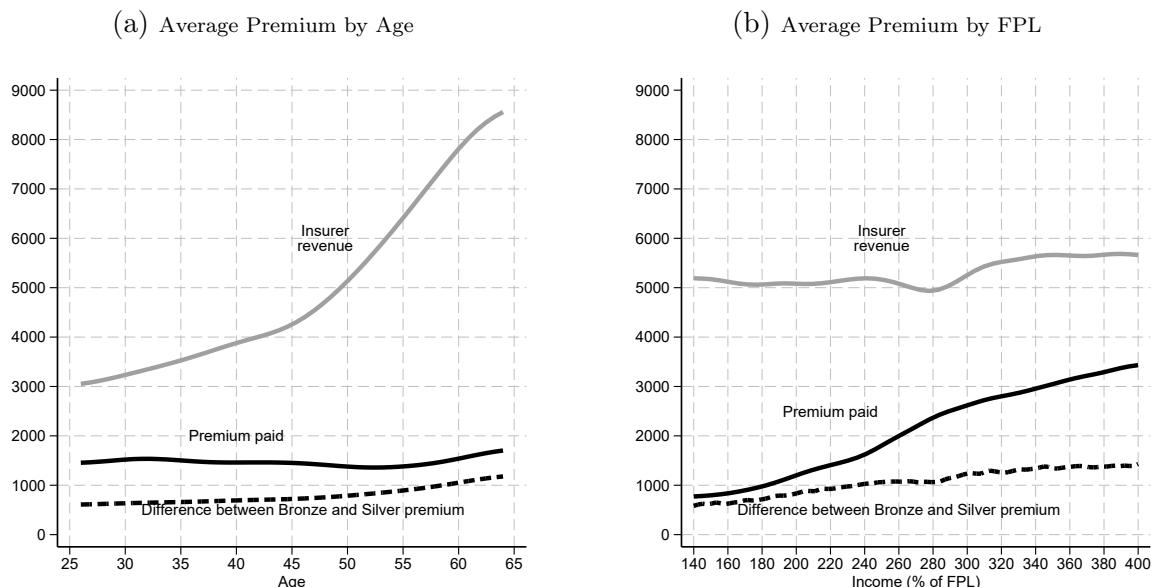 (a) Average Premium by Age
9000
8000
7000
6000
5000
4000
3000
2000
1000
0
Insurer
revenue
Premium paid
Difference between Bronze and Silver premium
25 30 35 40 45 50 55 60 65
Age
(b) Average Premium by FPL
9000
8000
7000
6000
5000
4000
3000
2000
1000
0
Insurer
revenue
Premium paid
Difference between Bronze and Silver premium
140 160 180 200 220 240 260 280 300 320 340 360 380 400
Income (% of FPL)